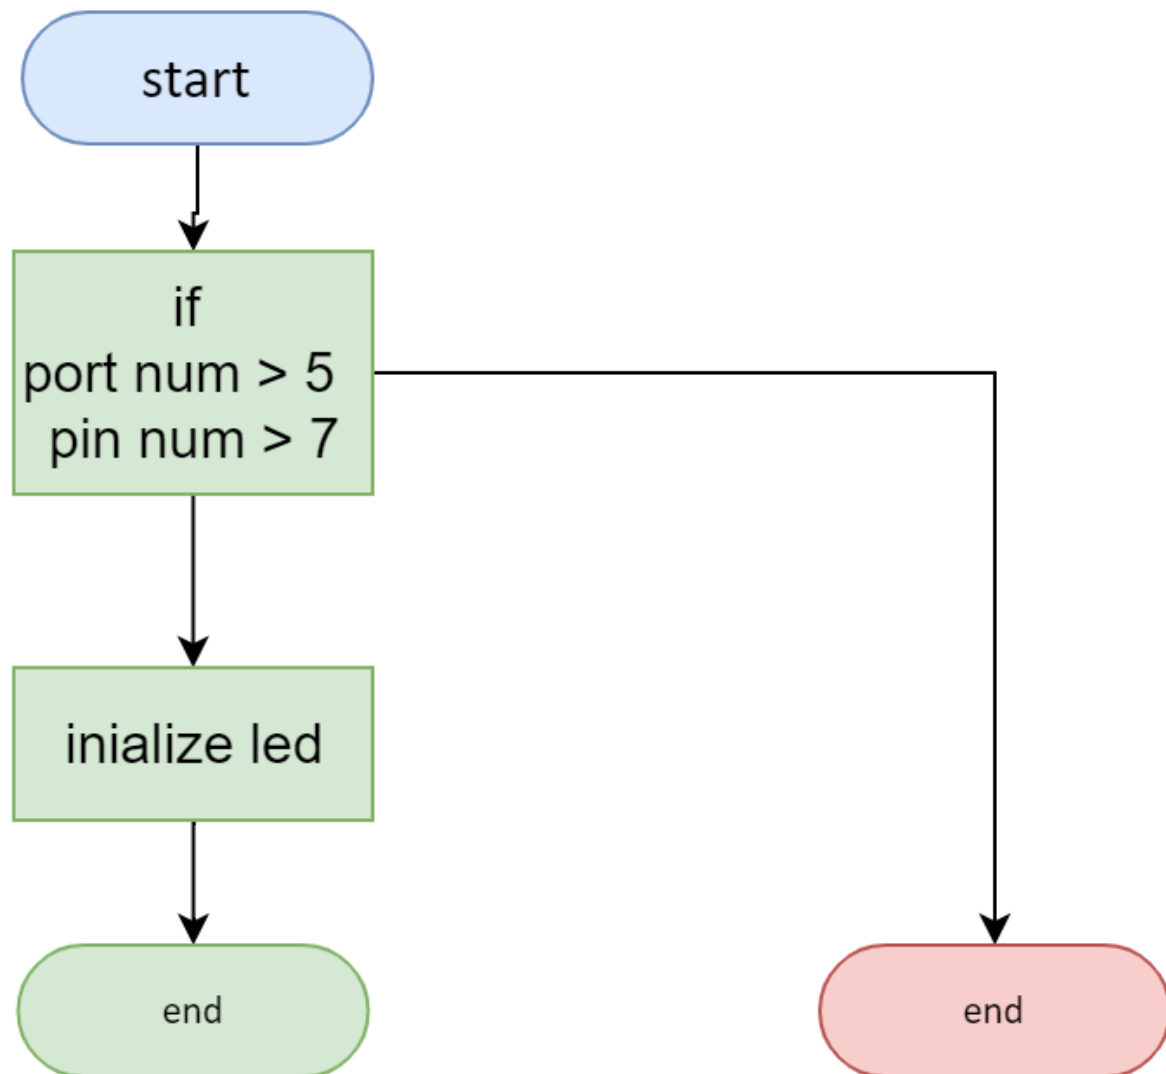 start
if
port num > 5
pin num > 7
inialize led
end
end